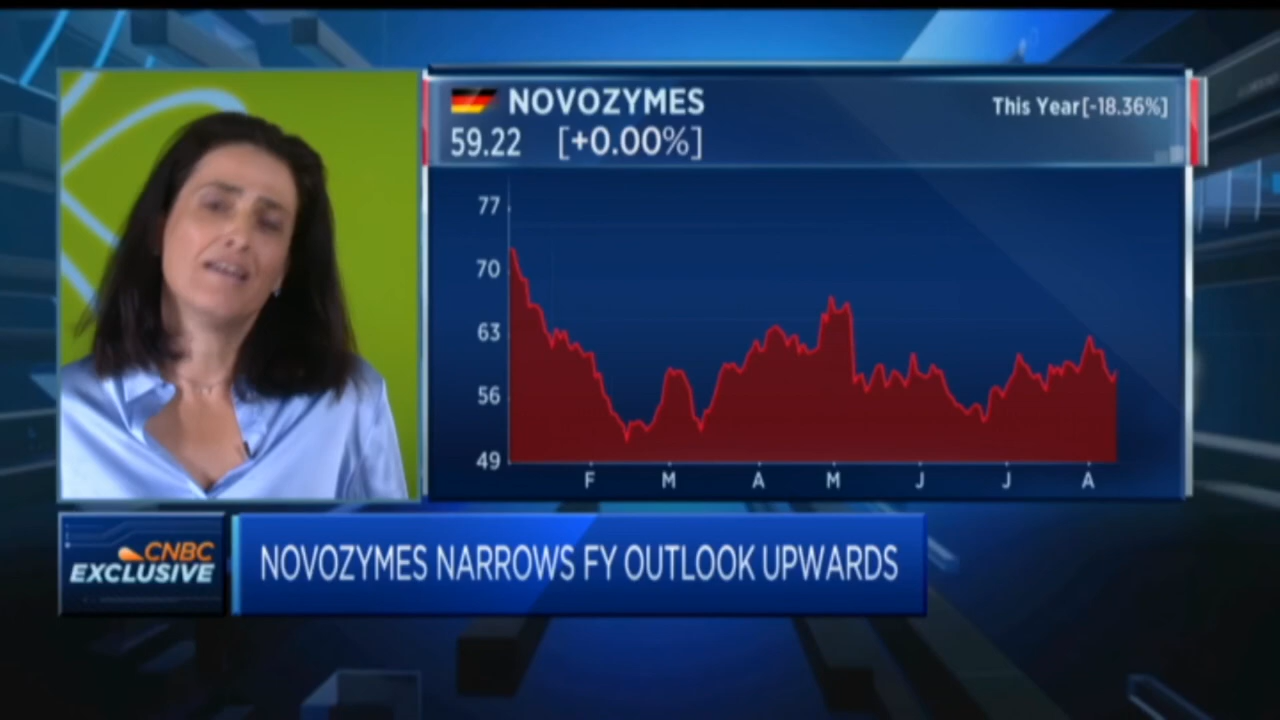 NOVOZYMES
This Year[-18.36%]
59.22 [+0.00%]
77
70
63
56
49
F M A M J J A
CNBC
EXCLUSIVE
NOVOZYMES NARROWS FY OUTLOOK UPWARDS